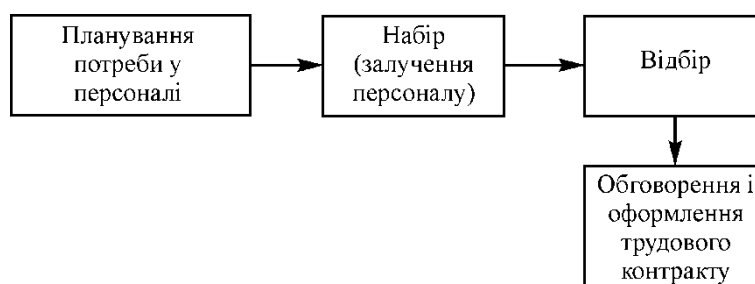 Планування
потреби у
персоналі
Набір
(залучення
персоналу)
Відбір
Обговорення і
оформлення
трудового
контракту